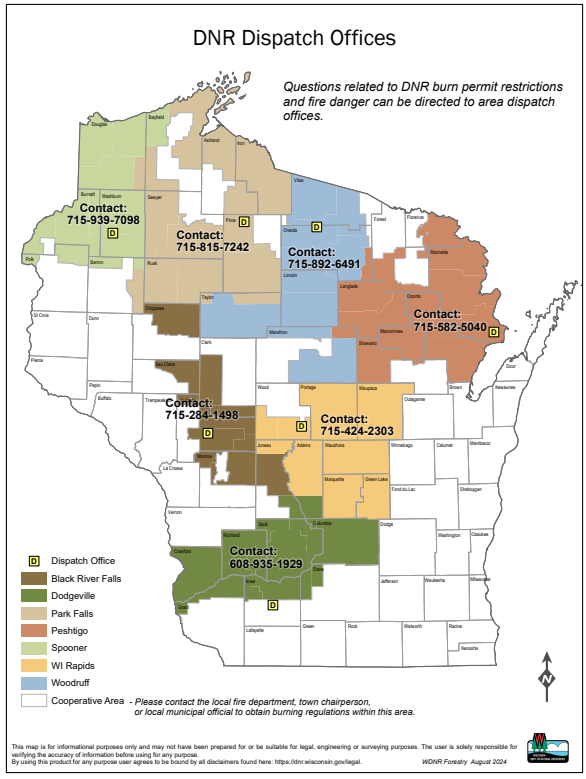 DNR Dispatch Offices
Questions related to DNR burn permit restrictions
and fire danger can be directed to area dispatch
offices.
Douglas
Bayfield
Ashland
Iron
Vilas
Burnett
Washburn
Sawyer
Contact:
715-939-7098
D
Price
D
Contact:
715-815-7242
Oneida
D
Contact:
715-892-6491
Forest
Florence
Marinette
Polk
Barron
Rusk
Lincoln
Langlade
Oconto
Taylor
Chippewa
Contact:
715-582-5040
D
St Croix
Dunn
Marathon
Menominee
Clark
Shawano
Door
Pierce
Eau Claire
Pepin
Buffalo
Trempealeau
Wood
Portage
Waupaca
Brown
Kewaunee
Outagamie
Contact:
715-284-1498
D
Contact:
715-424-2303
D
Juneau
Adams
Waushara
Winnebago
Calumet
Manitowoc
Monroe
La Crosse
Marquette
Green Lake
Fond du Lac
Sheboygan
Vernon
Sauk
Columbia
Dodge
Richland
Washington
Ozaukee
Crawford
Contact:
608-935-1929
Dane
Iowa
Jefferson
Waukesha
Milwaukee
Grant
D
Lafayette
Green
Rock
Walworth
Racine
Kenosha
D Dispatch Office
Black River Falls
Dodgeville
Park Falls
Peshtigo
Spooner
WI Rapids
Woodruff
Cooperative Area - Please contact the local fire department, town chairperson,
or local municipal official to obtain burning regulations within this area.
N
This map is for informational purposes only and may not have been prepared for or be suitable for legal, engineering or surveying purposes. The user is solely responsible for
verifying the accuracy of information before using for any purpose.
By using this product for any purpose user agrees to be bound by all disclaimers found here: https://dnr.wisconsin.gov/legal.
WDNR Forestry August 2024
WISCONSIN
DEPT. OF NATURAL RESOURCES